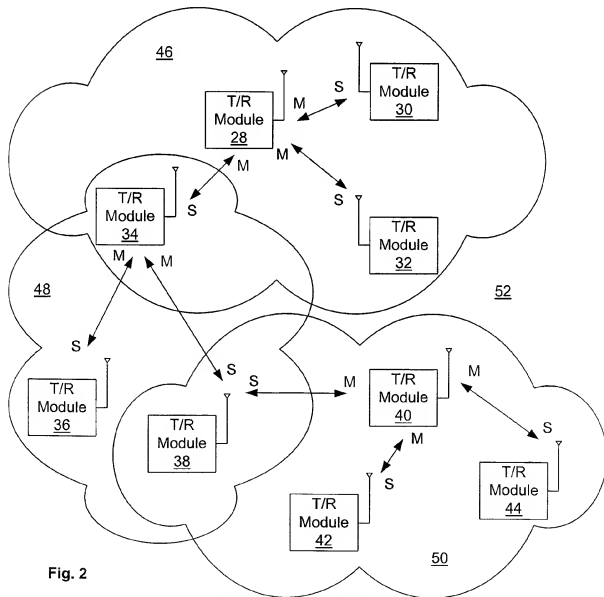 46
T/R
Module
28
M
S
T/R
Module
30
M
M
S
T/R
Module
34
S
T/R
Module
32
M
M
48
52
S
S
S
M
T/R
Module
40
M
M
T/R
Module
36
T/R
Module
38
S
S
T/R
Module
42
T/R
Module
44
50
Fig. 2